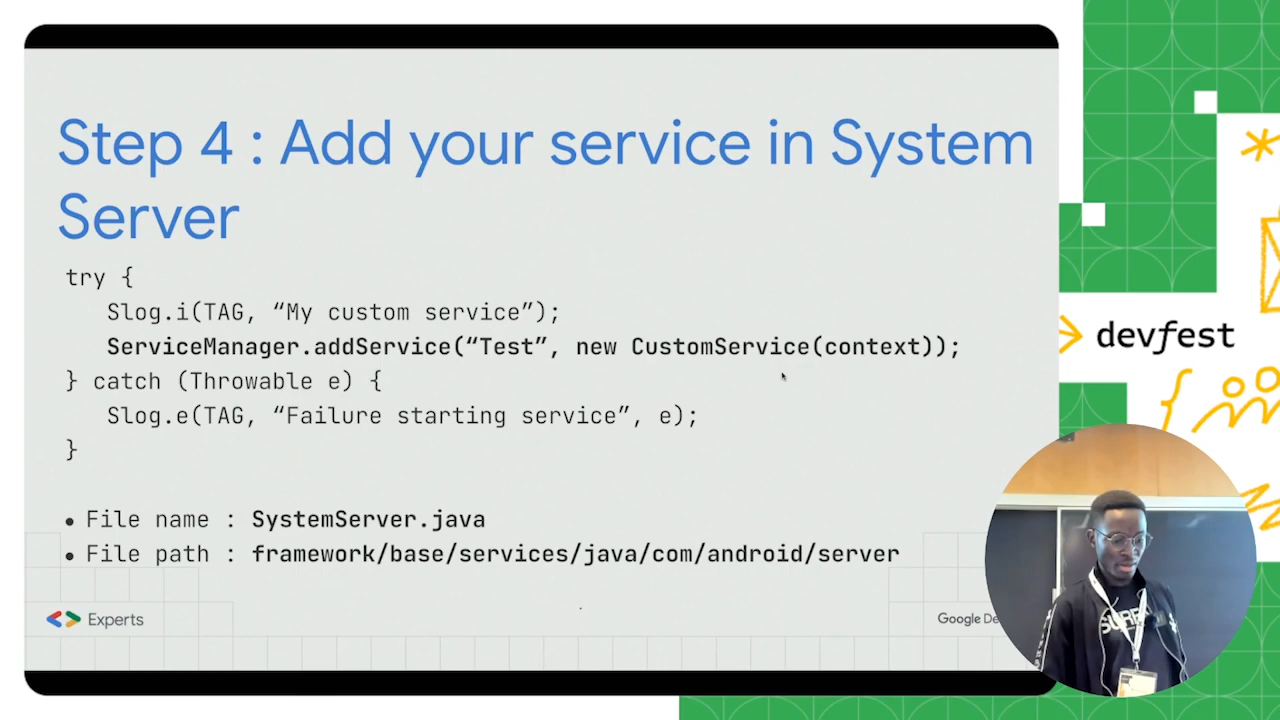 Step 4 : Add your service in System
Server
try {
Slog.i(TAG, “My custom service”);
ServiceManager.addService(“Test”, new CustomService(context));
} catch (Throwable e) {
Slog.e(TAG, “Failure starting service”, e);
}
• File name : SystemServer.java
• File path : framework/base/services/java/com/android/server
Experts
Google De
devfest